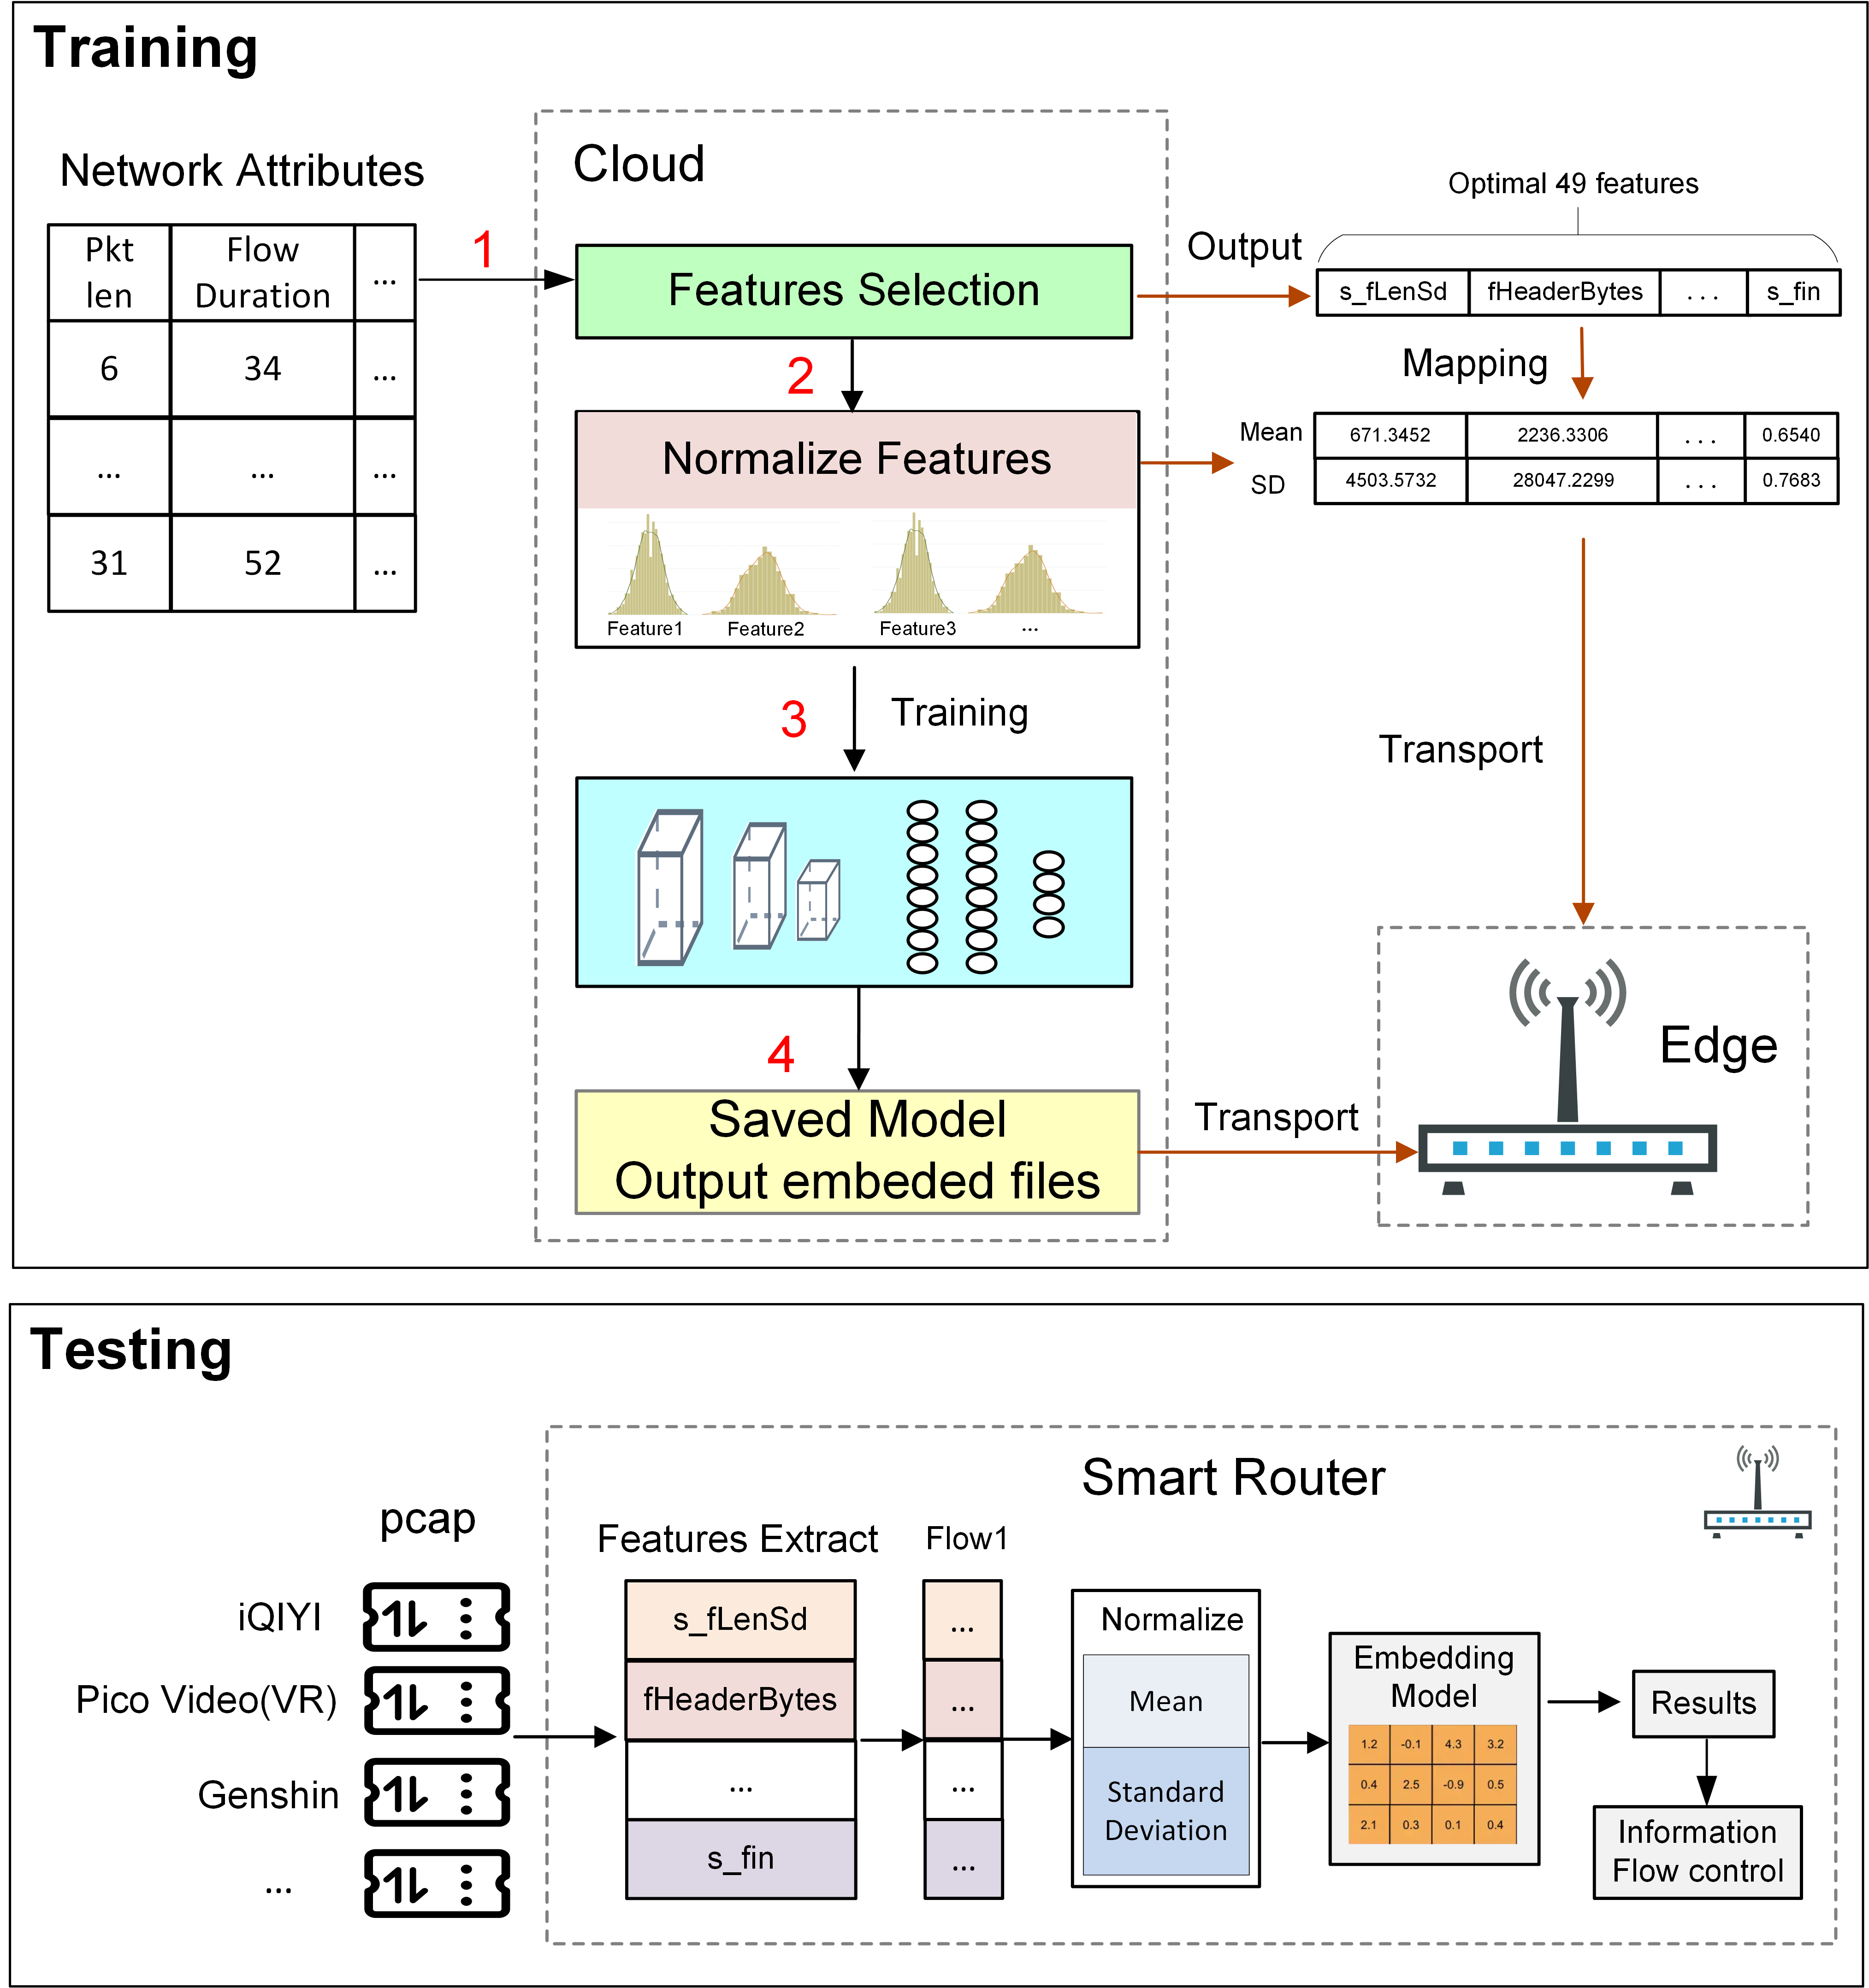 Training
Network Attributes
Pkt len
Flow Duration
...
6
34
...
...
...
...
31
52
...
1
Cloud
Features Selection
2
Normalize Features
Feature1
Feature2
Feature3
...
3
Training
4
Saved Model
Output embeded files
Output
Optimal 49 features
s_fLenSd
fHeaderBytes
...
s_fin
Mapping
Mean
671.3452
2236.3306
...
0.6540
SD
4503.5732
28047.2299
...
0.7683
Transport
Transport
Edge
Testing
Smart Router
pcap
iQIYI
Pico Video(VR)
Genshin
...
Features Extract
s_fLenSd
fHeaderBytes
...
s_fin
Flow1
...
...
...
...
Normalize
Mean
Standard
Deviation
Embedding
Model
1.2 -0.1 4.3 3.2
0.4 2.5 -0.9 0.5
2.1 0.3 0.1 0.4
Results
Information
Flow control